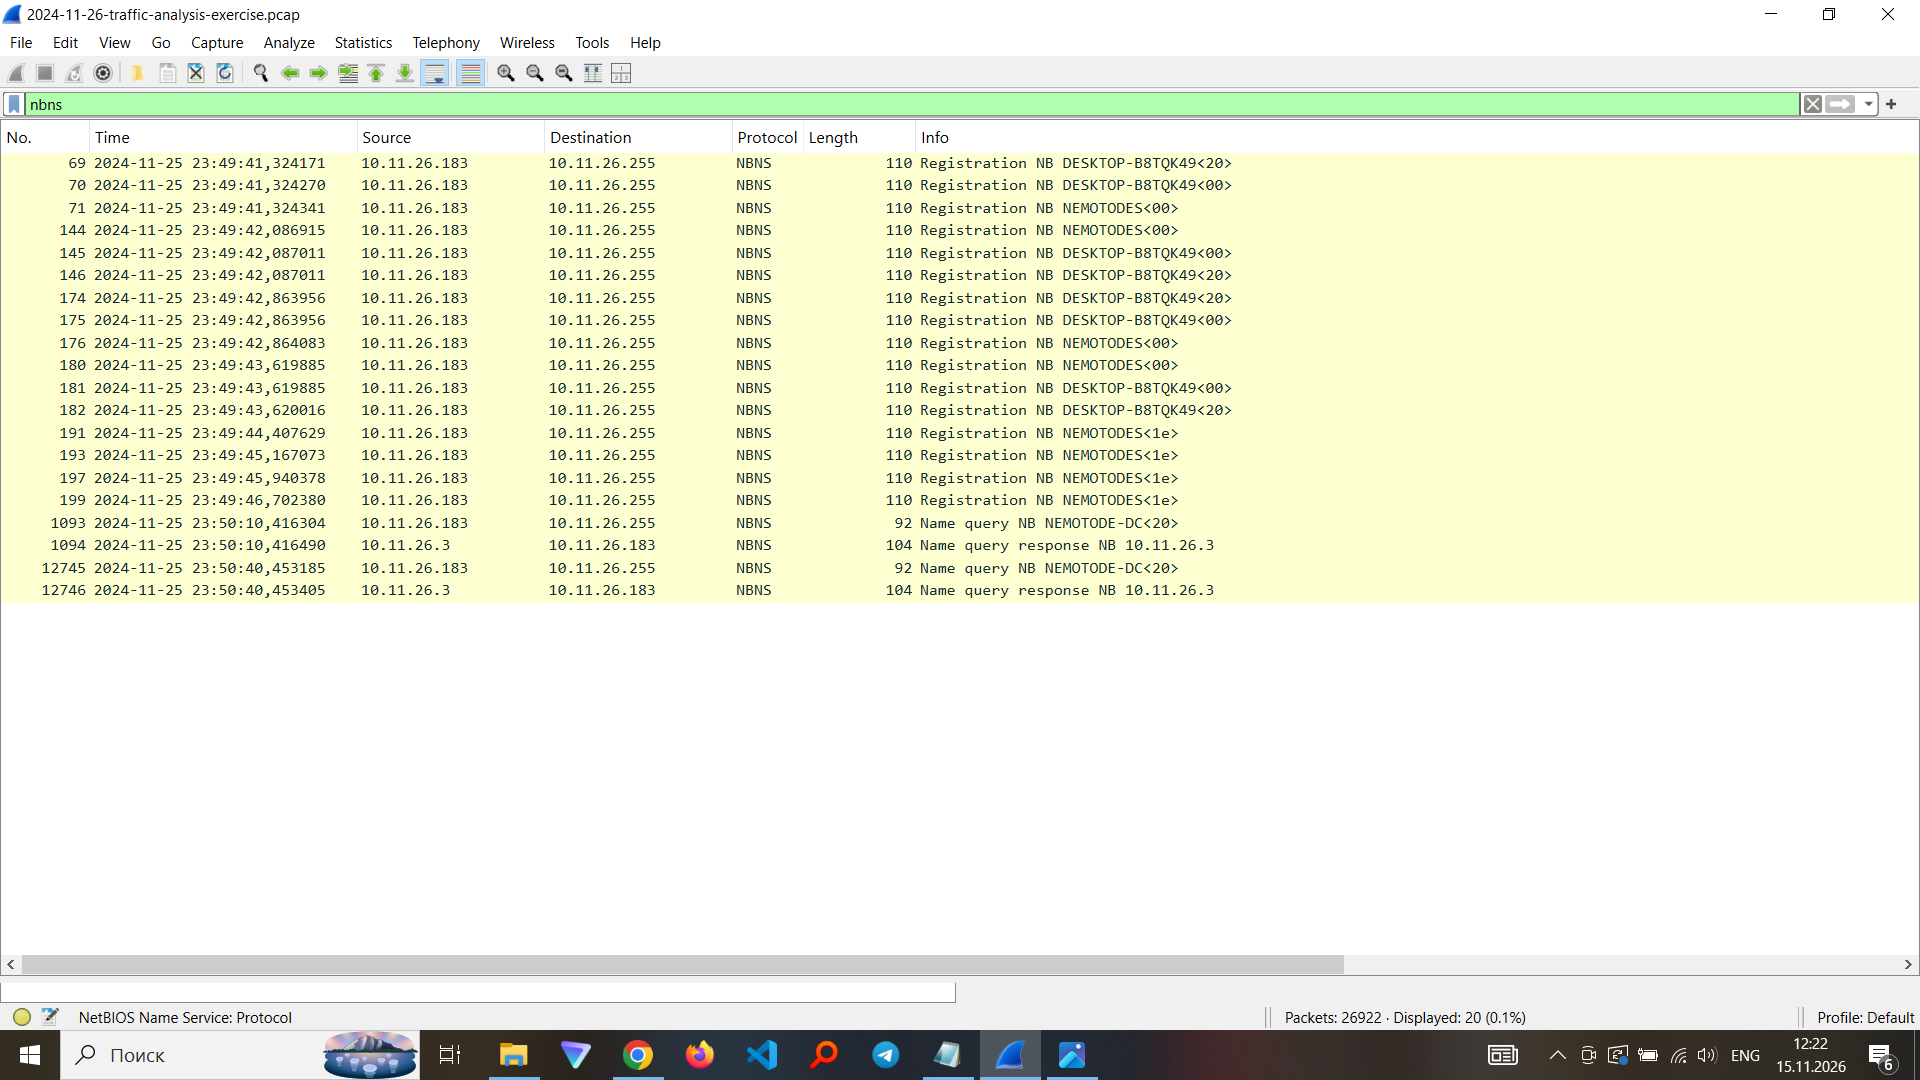 2024-11-26-traffic-analysis-exercise.pcap
File Edit View Go Capture Analyze Statistics Telephony Wireless Tools Help
nbns
No. Time Source Destination Protocol Length Info
69 2024-11-25 23:49:41,324171 10.11.26.183 10.11.26.255 NBNS 110 Registration NB DESKTOP-B8TQK49<20>
70 2024-11-25 23:49:41,324270 10.11.26.183 10.11.26.255 NBNS 110 Registration NB DESKTOP-B8TQK49<00>
71 2024-11-25 23:49:41,324341 10.11.26.183 10.11.26.255 NBNS 110 Registration NB NEMOTODES<00>
144 2024-11-25 23:49:42,086915 10.11.26.183 10.11.26.255 NBNS 110 Registration NB NEMOTODES<00>
145 2024-11-25 23:49:42,087011 10.11.26.183 10.11.26.255 NBNS 110 Registration NB DESKTOP-B8TQK49<00>
146 2024-11-25 23:49:42,087011 10.11.26.183 10.11.26.255 NBNS 110 Registration NB DESKTOP-B8TQK49<20>
174 2024-11-25 23:49:42,863956 10.11.26.183 10.11.26.255 NBNS 110 Registration NB DESKTOP-B8TQK49<20>
175 2024-11-25 23:49:42,863956 10.11.26.183 10.11.26.255 NBNS 110 Registration NB DESKTOP-B8TQK49<00>
176 2024-11-25 23:49:42,864083 10.11.26.183 10.11.26.255 NBNS 110 Registration NB NEMOTODES<00>
180 2024-11-25 23:49:43,619885 10.11.26.183 10.11.26.255 NBNS 110 Registration NB NEMOTODES<00>
181 2024-11-25 23:49:43,619885 10.11.26.183 10.11.26.255 NBNS 110 Registration NB DESKTOP-B8TQK49<00>
182 2024-11-25 23:49:43,620016 10.11.26.183 10.11.26.255 NBNS 110 Registration NB DESKTOP-B8TQK49<20>
191 2024-11-25 23:49:44,407629 10.11.26.183 10.11.26.255 NBNS 110 Registration NB NEMOTODES<1e>
193 2024-11-25 23:49:45,167073 10.11.26.183 10.11.26.255 NBNS 110 Registration NB NEMOTODES<1e>
197 2024-11-25 23:49:45,940378 10.11.26.183 10.11.26.255 NBNS 110 Registration NB NEMOTODES<1e>
199 2024-11-25 23:49:46,702380 10.11.26.183 10.11.26.255 NBNS 110 Registration NB NEMOTODES<1e>
1093 2024-11-25 23:50:10,416304 10.11.26.183 10.11.26.255 NBNS 92 Name query NB NEMOTODE-DC<20>
1094 2024-11-25 23:50:10,416490 10.11.26.3 10.11.26.183 NBNS 104 Name query response NB 10.11.26.3
12745 2024-11-25 23:50:40,453185 10.11.26.183 10.11.26.255 NBNS 92 Name query NB NEMOTODE-DC<20>
12746 2024-11-25 23:50:40,453405 10.11.26.3 10.11.26.183 NBNS 104 Name query response NB 10.11.26.3
NetBIOS Name Service: Protocol Packets: 26922 · Displayed: 20 (0.1%) Profile: Default
Поиск ENG 12:22
15.11.2026 6